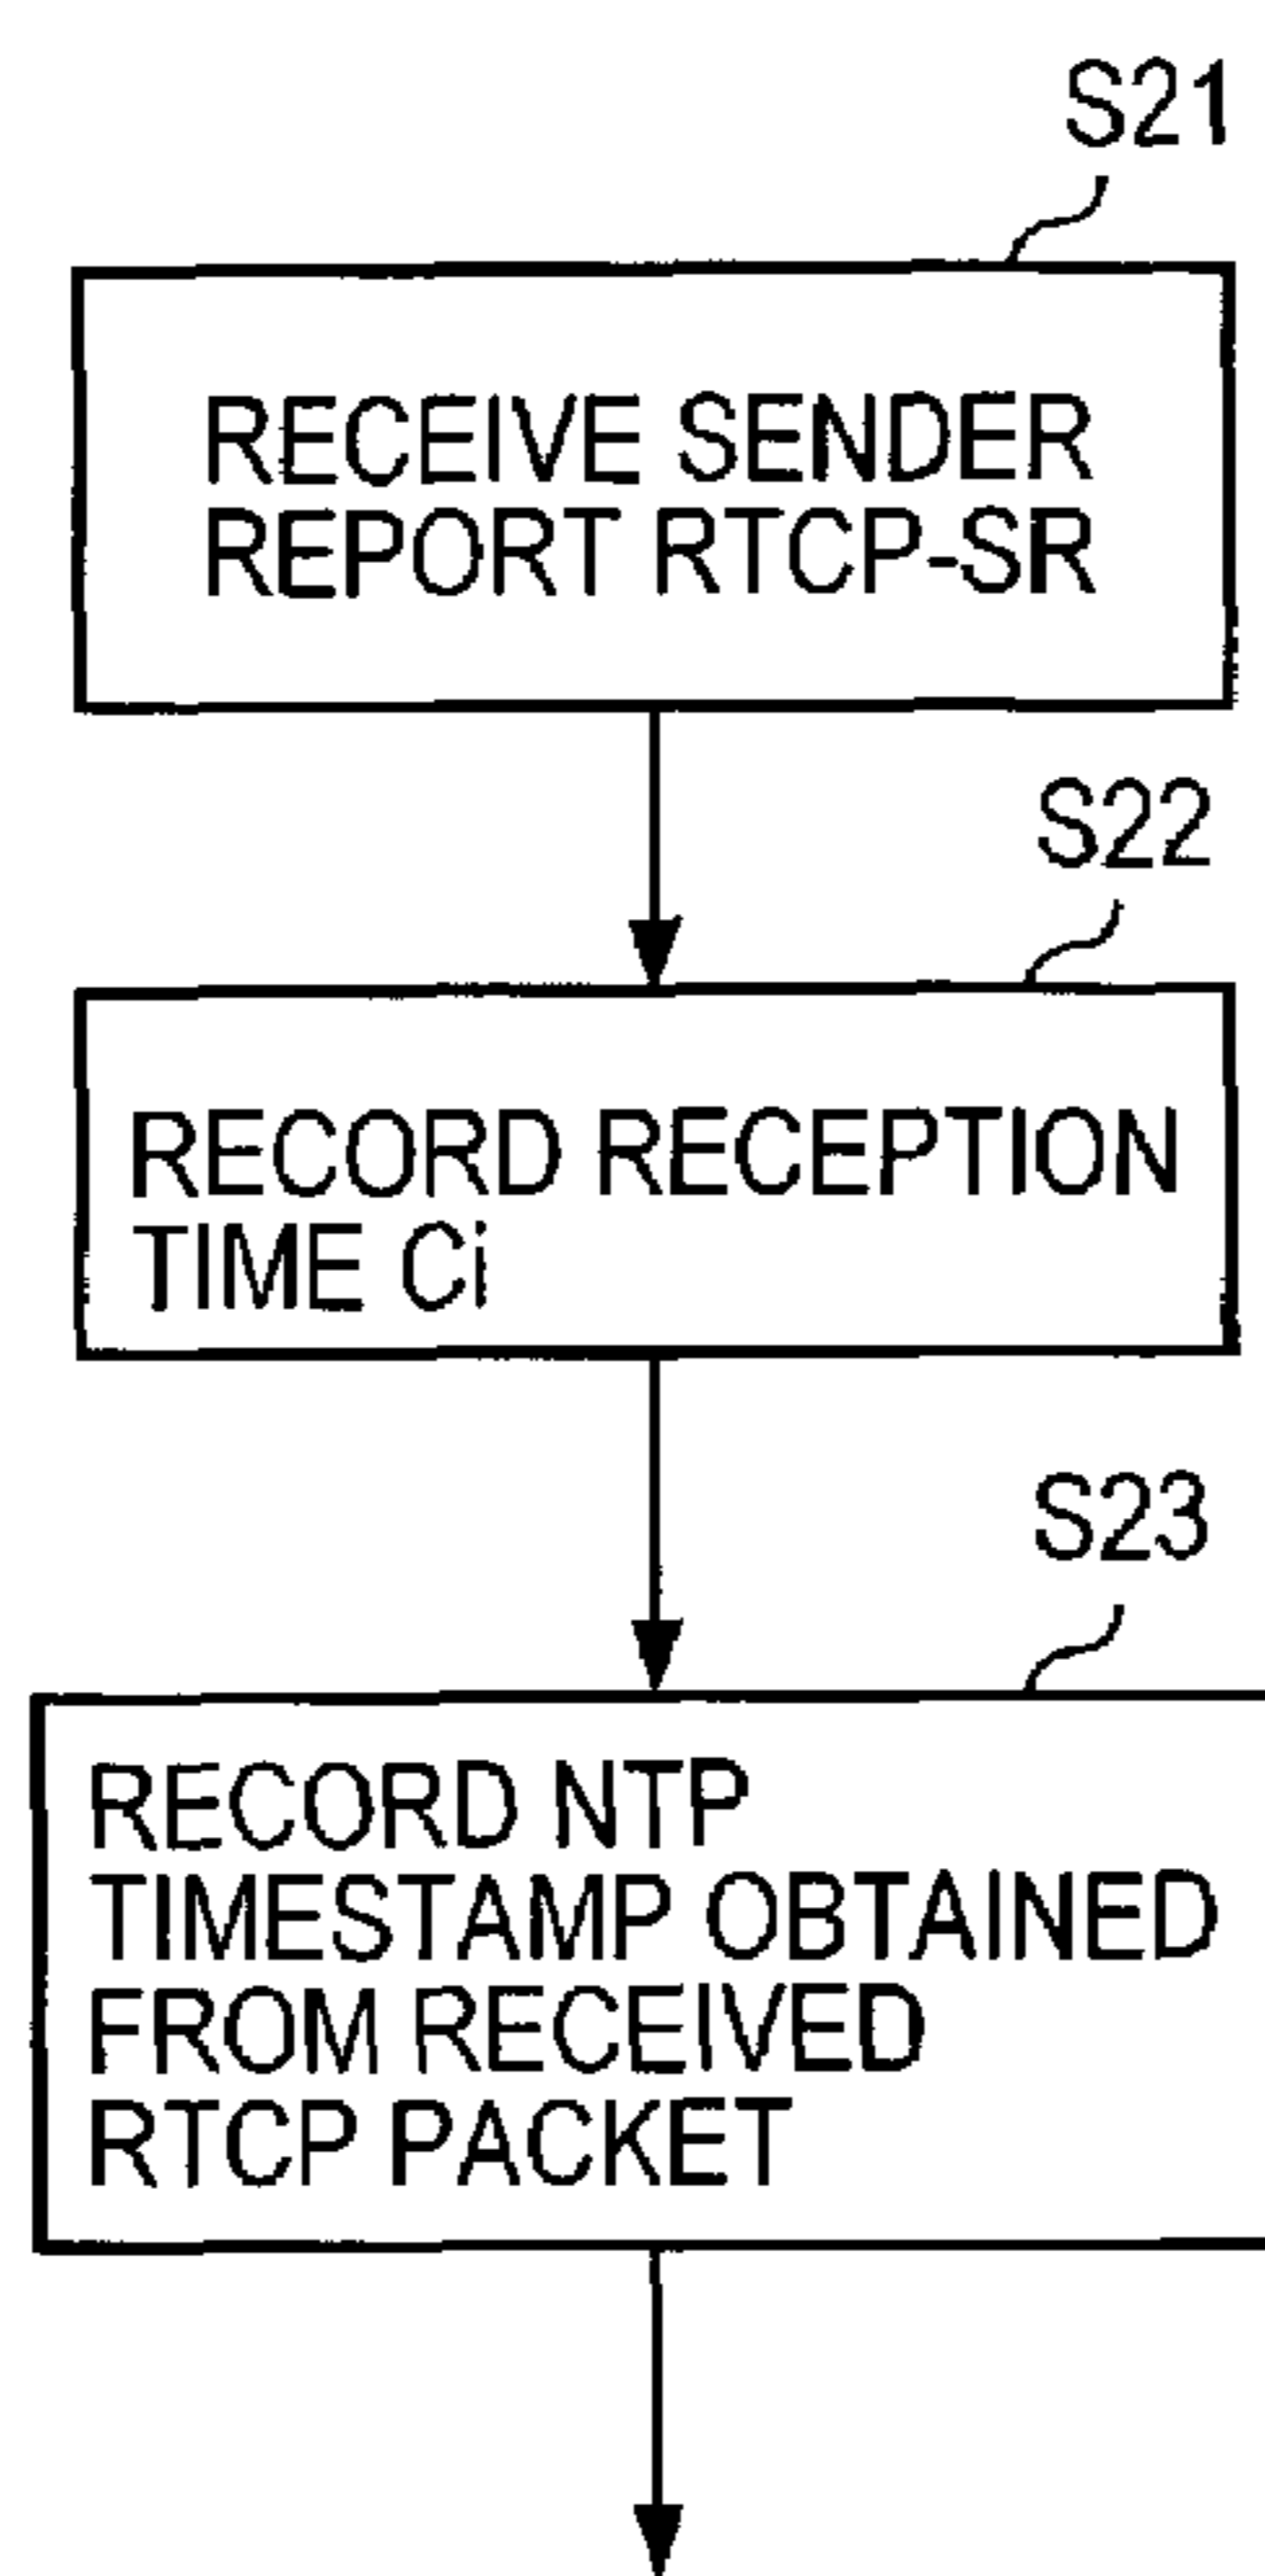 S21
RECEIVE SENDER
REPORT RTCP-SR
S22
RECORD RECEPTION
TIME Ci
S23
RECORD NTP
TIMESTAMP OBTAINED
FROM RECEIVED
RTCP PACKET